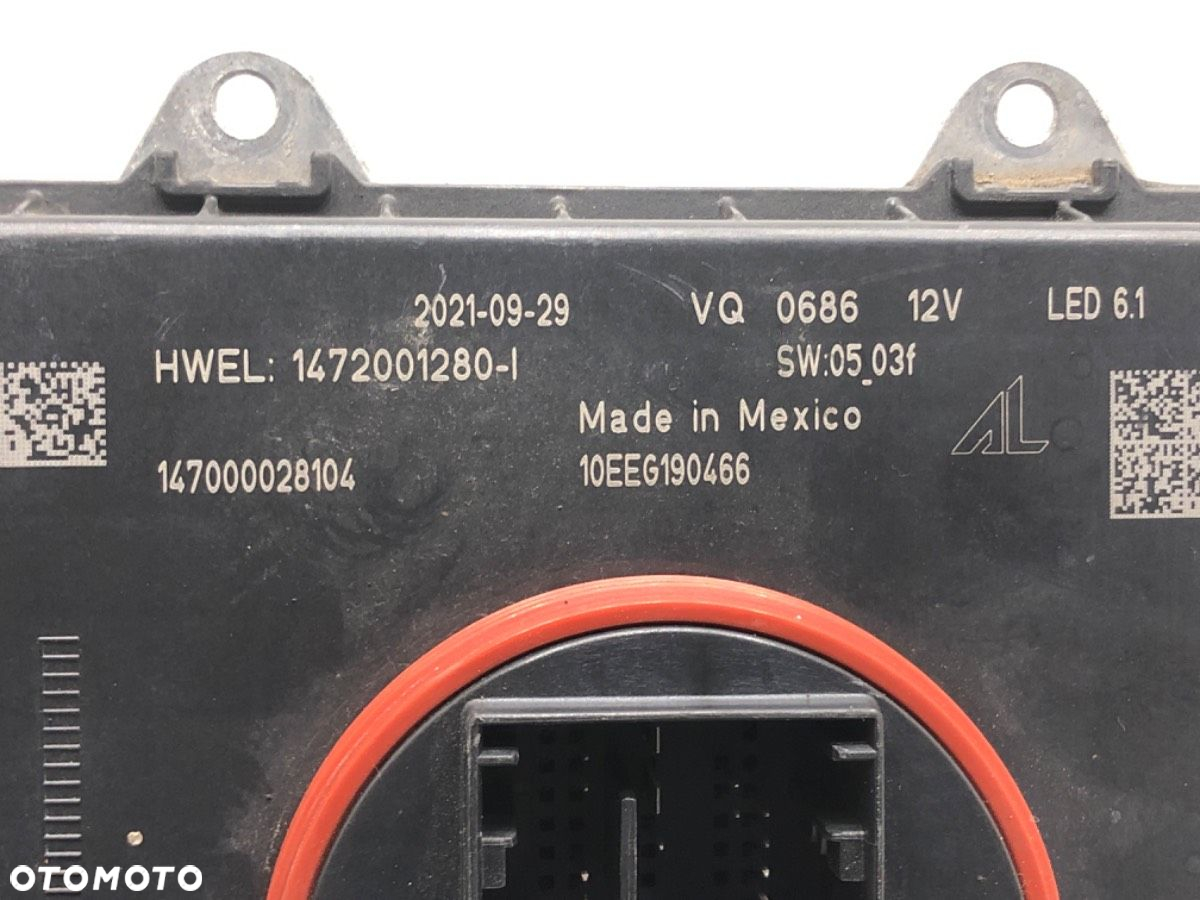 2021-09-29 VQ 0686 12V LED 6.1
HWEL: 1472001280-I SW:05_03f
Made in Mexico
AL
147000028104 10EEG190466
OTOMOTO